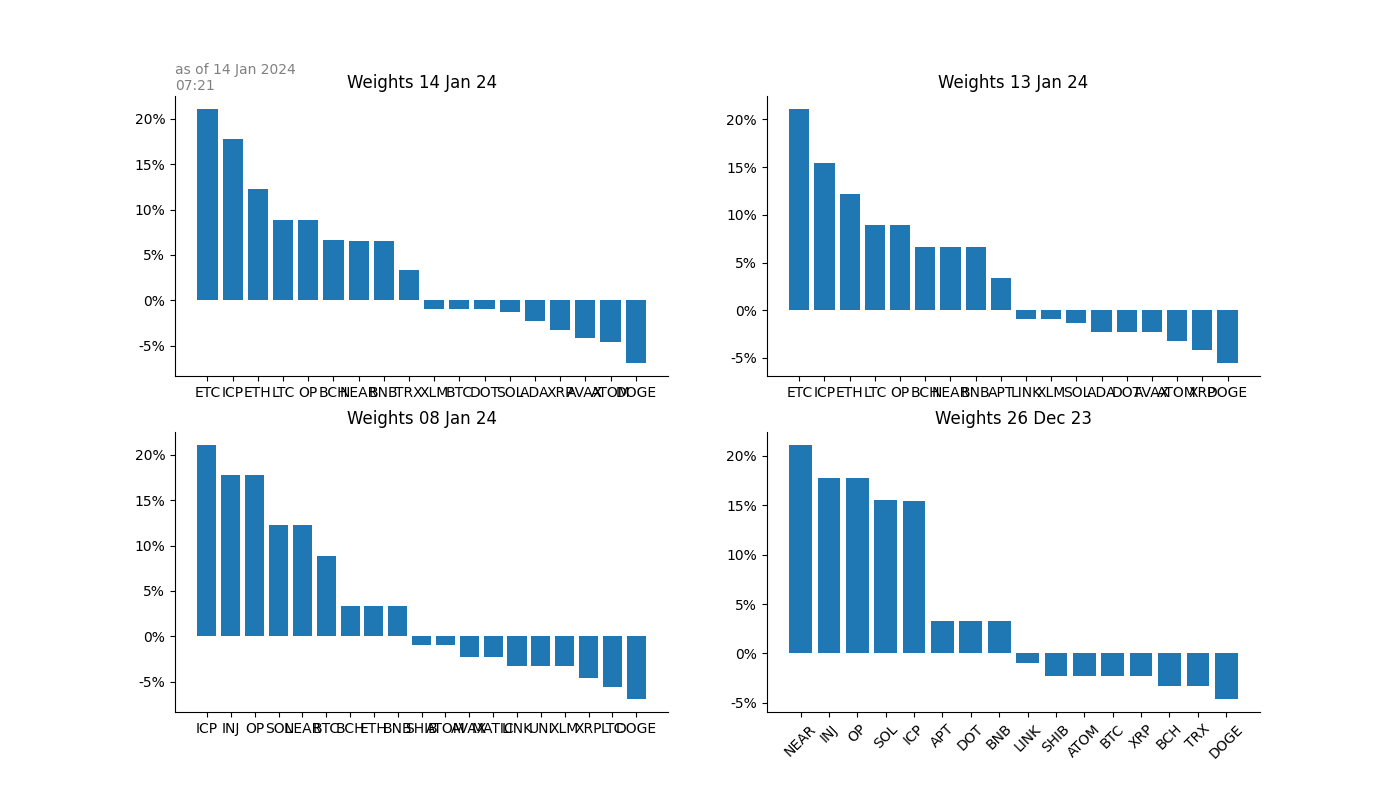 as of 14 Jan 2024
07:21
Weights 14 Jan 24
20%
15%
10%
5%
0%
-5%
ETC ICP ETH LTC OP BCH NEAR BNB TRX XLM BTC DOT SOL ADA XRP AVAX ATOM DOGE
Weights 13 Jan 24
20%
15%
10%
5%
0%
-5%
ETC ICP ETH LTC OP BCH NEAR BNB APT LINK XLM SOL ADA DOT AVAX ATOM XRP DOGE
Weights 08 Jan 24
20%
15%
10%
5%
0%
-5%
ICP INJ OP SOL NEAR BTC BCH ETH BNB SHIB ATOM AVAX MATIC LINK UNI XLM XRP LTC DOGE
Weights 26 Dec 23
20%
15%
10%
5%
0%
-5%
NEAR INJ OP SOL ICP APT DOT BNB LINK SHIB ATOM BTC XRP BCH TRX DOGE